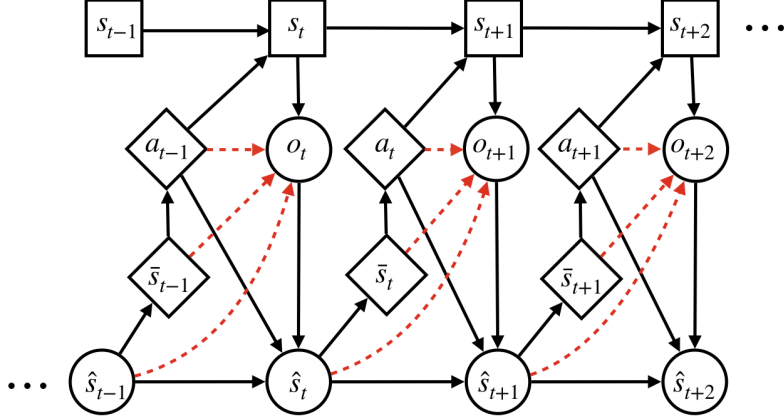 s_{t-1} s_t s_{t+1} s_{t+2} ...
a_{t-1} o_t a_t o_{t+1} a_{t+1} o_{t+2}
s̄_{t-1} s̄_t s̄_{t+1}
... ŝ_{t-1} ŝ_t ŝ_{t+1} ŝ_{t+2}